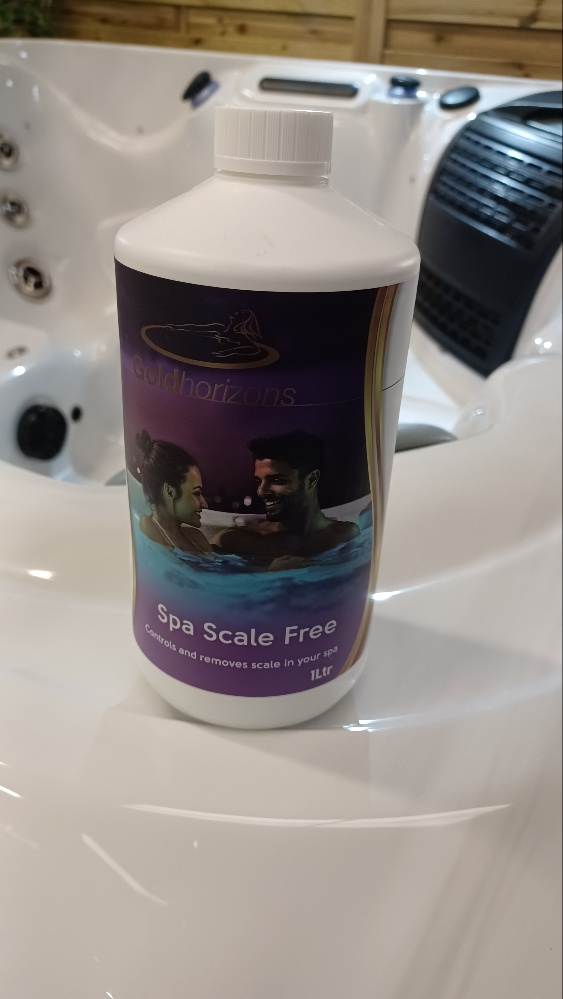 Goldhorizons
Spa Scale Free
Controls and removes scale in your spa
1Ltr